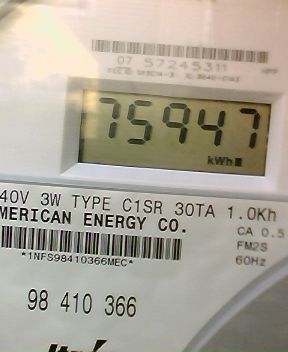 07 57245311
75947
kWh
40V 3W TYPE C1SR 30TA 1.0Kh
MERICAN ENERGY CO.
CA 0.5
FM2S
60Hz
*1NFS98410366MEC*
98 410 366